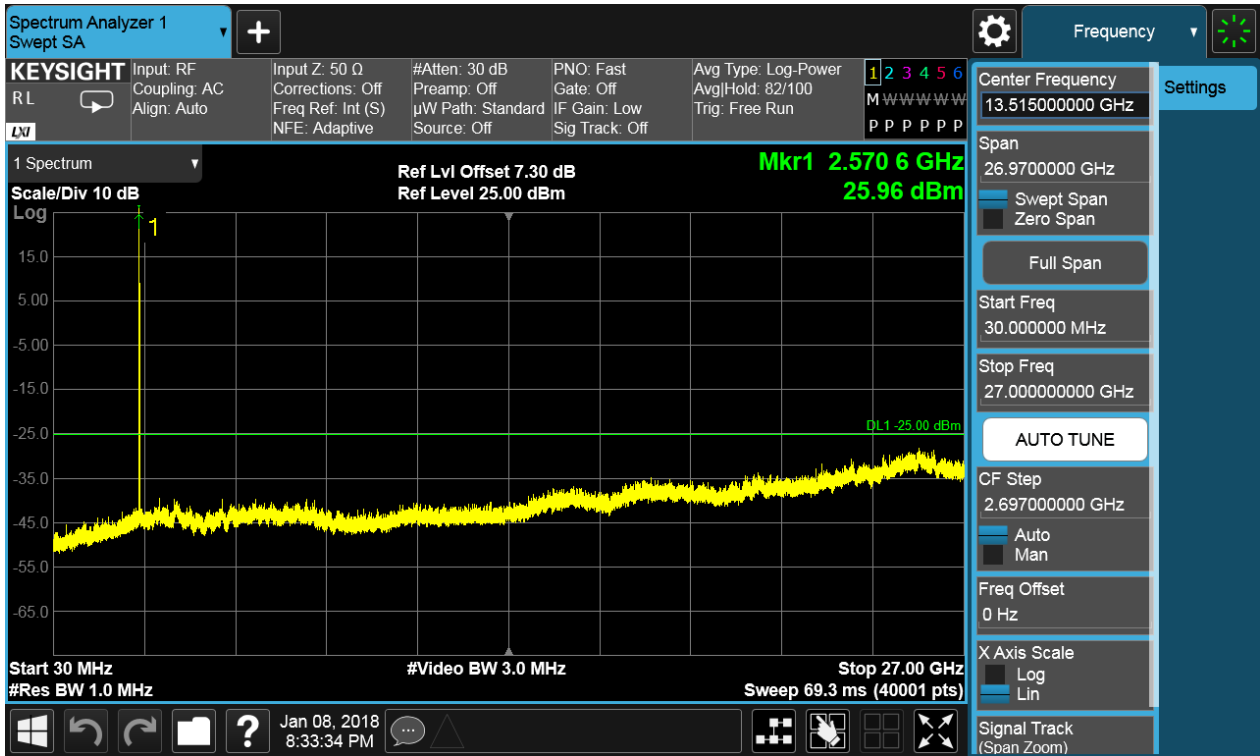 Spectrum Analyzer 1
Swept SA
+
Frequency
KEYSIGHT
RL
LXI
Input: RF
Coupling: AC
Align: Auto
Input Z: 50 Ω
Corrections: Off
Freq Ref: Int (S)
NFE: Adaptive
#Atten: 30 dB
Preamp: Off
µW Path: Standard
Source: Off
PNO: Fast
Gate: Off
IF Gain: Low
Sig Track: Off
Avg Type: Log-Power
Avg|Hold: 82/100
Trig: Free Run
1 2 3 4 5 6
M W W W W W
P P P P P P
1 Spectrum
Scale/Div 10 dB
Ref Lvl Offset 7.30 dB
Ref Level 25.00 dBm
Mkr1 2.570 6 GHz
25.96 dBm
Log
1
15.0
5.00
-5.00
-15.0
-25.0
DL1 -25.00 dBm
-35.0
-45.0
-55.0
-65.0
Start 30 MHz
#Video BW 3.0 MHz
Stop 27.00 GHz
#Res BW 1.0 MHz
Sweep 69.3 ms (40001 pts)
Center Frequency
13.515000000 GHz
Span
26.9700000 GHz
Swept Span
Zero Span
Full Span
Start Freq
30.000000 MHz
Stop Freq
27.000000000 GHz
AUTO TUNE
CF Step
2.697000000 GHz
Auto
Man
Freq Offset
0 Hz
X Axis Scale
Log
Lin
Signal Track
(Span Zoom)
Settings
?
Jan 08, 2018
8:33:34 PM